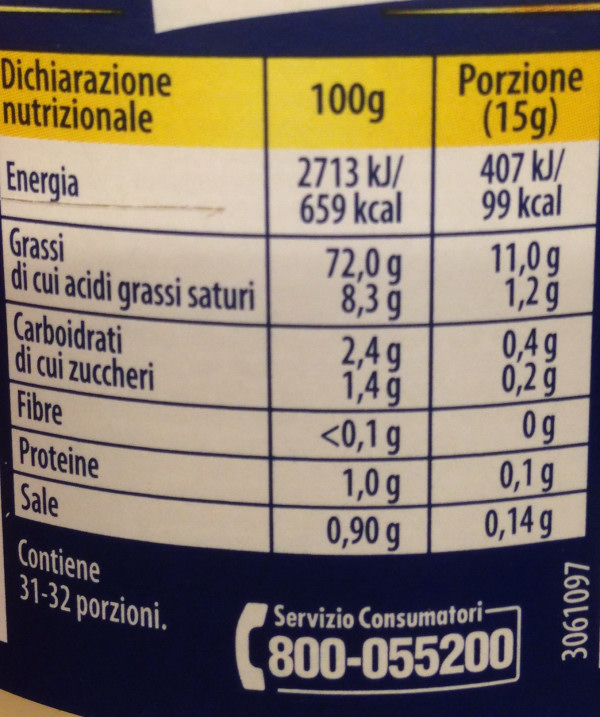 Dichiarazione nutrizionale 100g Porzione (15g)
Energia 2713 kJ/ 659 kcal 407 kJ/ 99 kcal
Grassi 72,0 g 11,0 g
di cui acidi grassi saturi 8,3 g 1,2 g
Carboidrati 2,4 g 0,4 g
di cui zuccheri 1,4 g 0,2 g
Fibre <0,1 g 0 g
Proteine 1,0 g 0,1 g
Sale 0,90 g 0,14 g
Contiene
31-32 porzioni.
Servizio Consumatori
800-055200
3061097